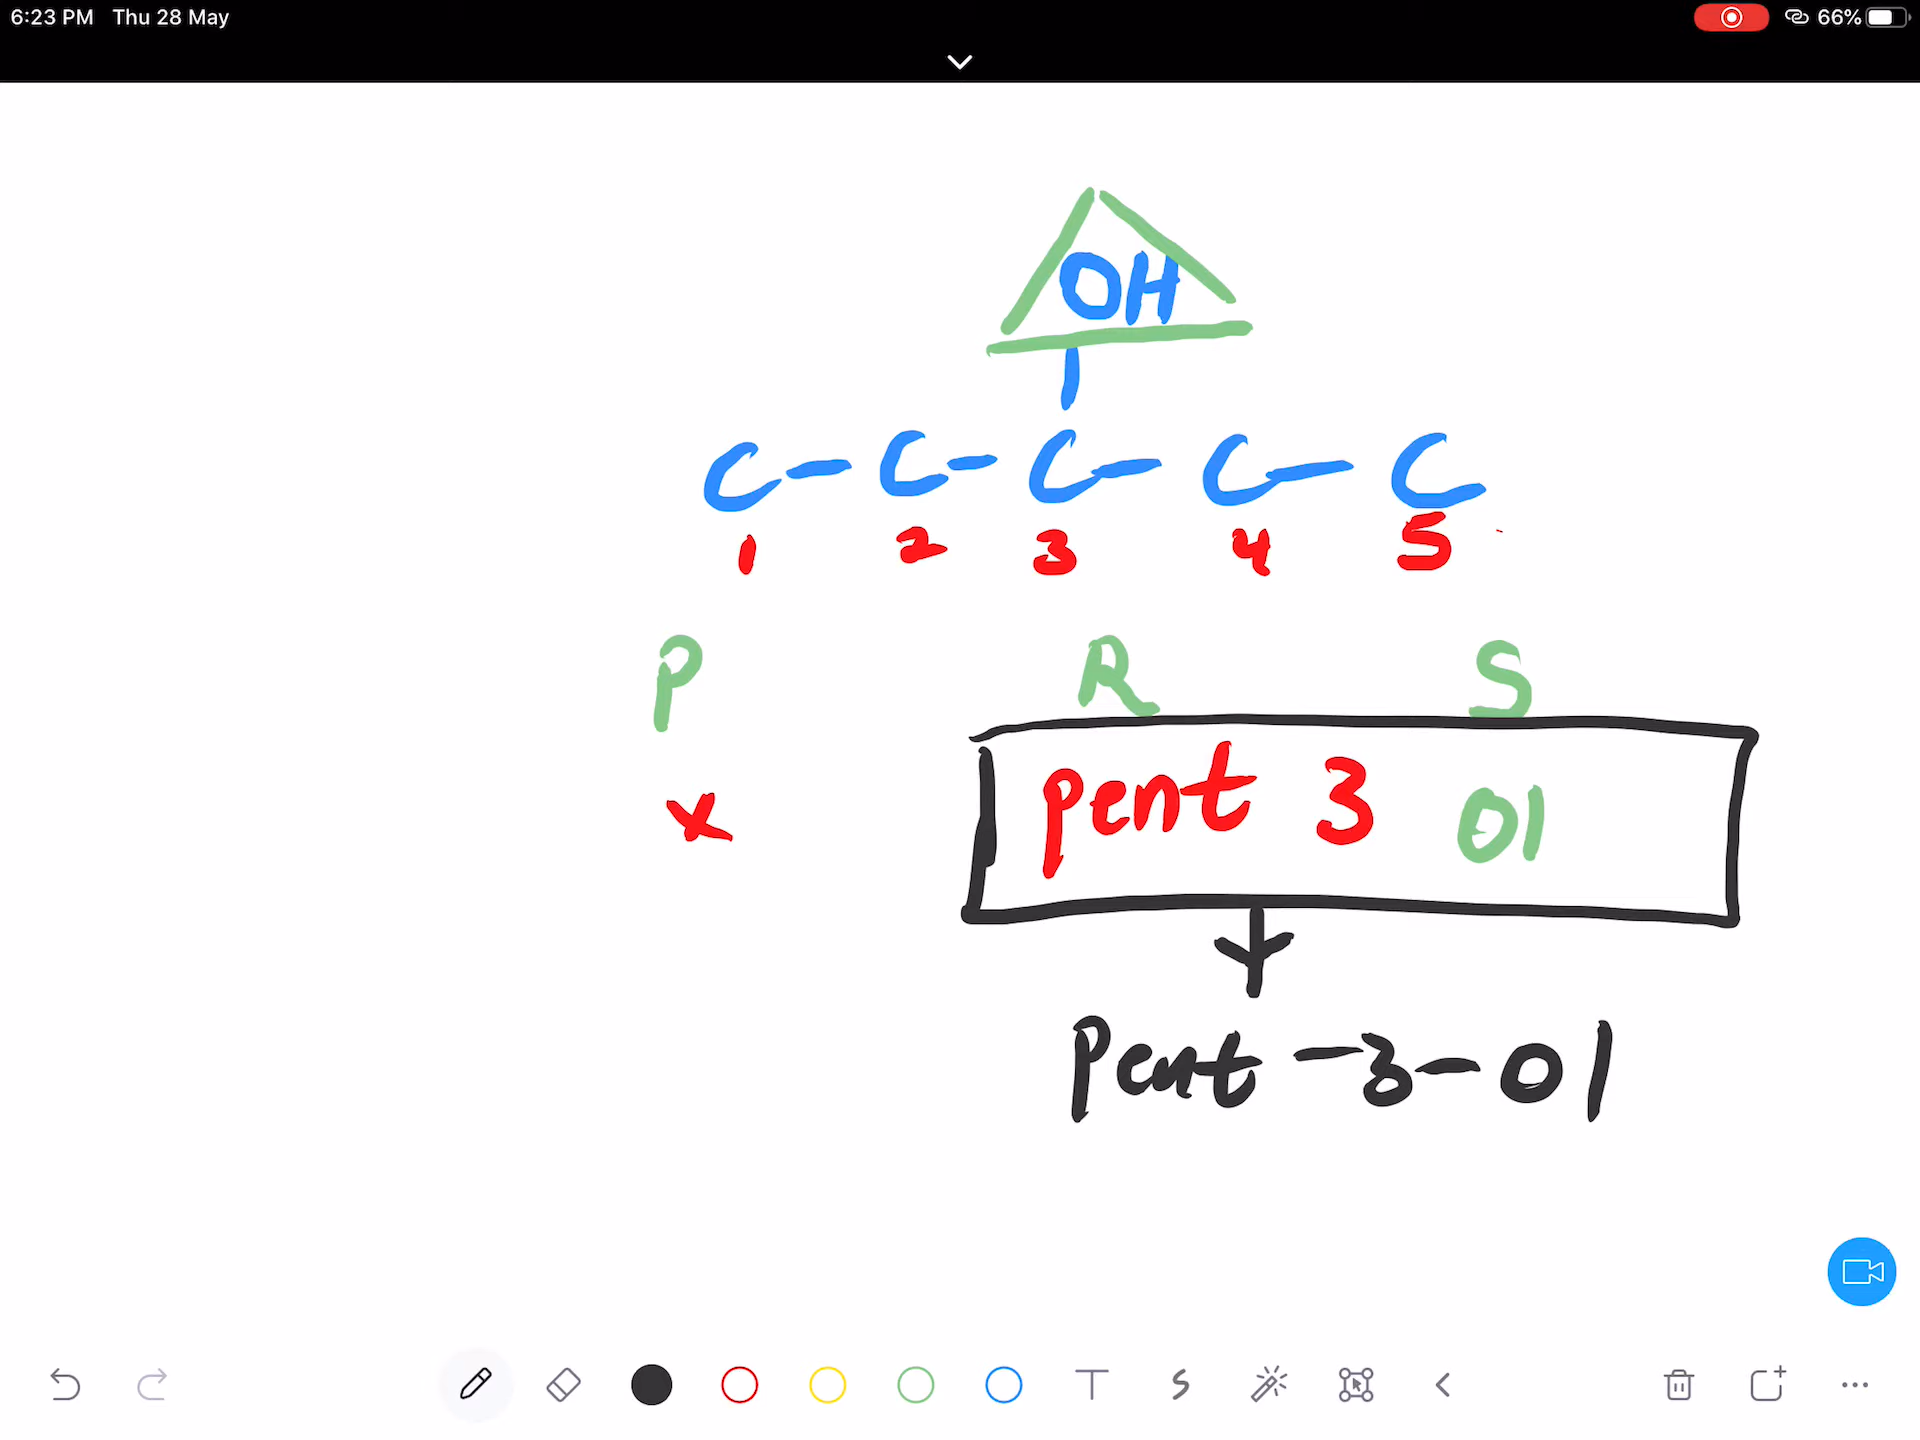 6:23 PM Thu 28 May 66%
OH
C - C - C - C - C
1 2 3 4 5
P R S
x pent 3 ol
Pent - 3 - ol
T